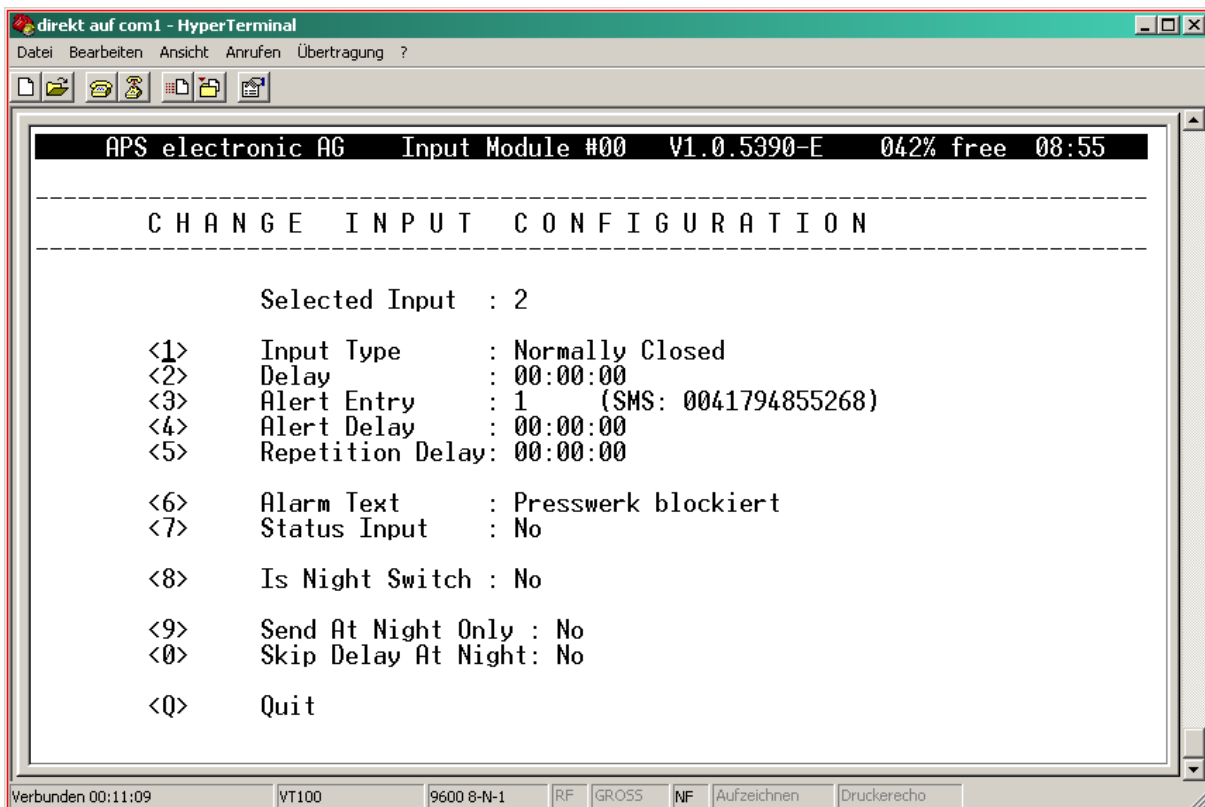 direkt auf com1 - HyperTerminal
Datei Bearbeiten Ansicht Anrufen Übertragung ?
APS electronic AG Input Module #00 V1.0.5390-E 042% free 08:55
C H A N G E I N P U T C O N F I G U R A T I O N
Selected Input : 2
<1> Input Type : Normally Closed
<2> Delay : 00:00:00
<3> Alert Entry : 1 (SMS: 0041794855268)
<4> Alert Delay : 00:00:00
<5> Repetition Delay: 00:00:00
<6> Alarm Text : Presswerk blockiert
<7> Status Input : No
<8> Is Night Switch : No
<9> Send At Night Only : No
<0> Skip Delay At Night: No
<Q> Quit
Verbunden 00:11:09 VT100 9600 8-N-1 RF GROSS NF Aufzeichnen Druckerecho